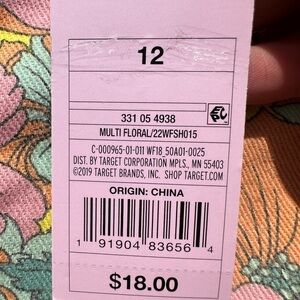 12
331 05 4938
MULTI FLORAL/22WFSH015
C-000965-01-011 WF18_50A01-0025
DIST. BY TARGET CORPORATION MPLS., MN 55403
©2019 TARGET BRANDS, INC. SHOP TARGET.COM
ORIGIN: CHINA
1 91904 83656 4
$18.00